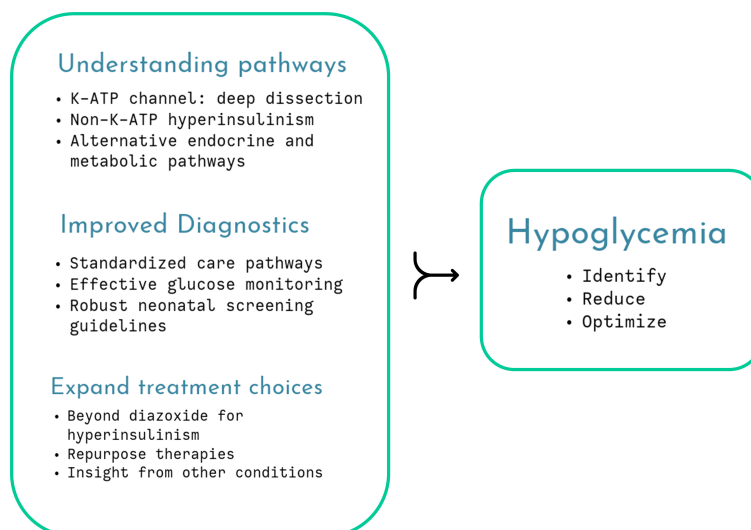 Understanding pathways
• K-ATP channel: deep dissection
• Non-K-ATP hyperinsulinism
• Alternative endocrine and
metabolic pathways
Improved Diagnostics
• Standardized care pathways
• Effective glucose monitoring
• Robust neonatal screening
guidelines
Expand treatment choices
• Beyond diazoxide for
hyperinsulinism
• Repurpose therapies
• Insight from other conditions
Hypoglycemia
• Identify
• Reduce
• Optimize